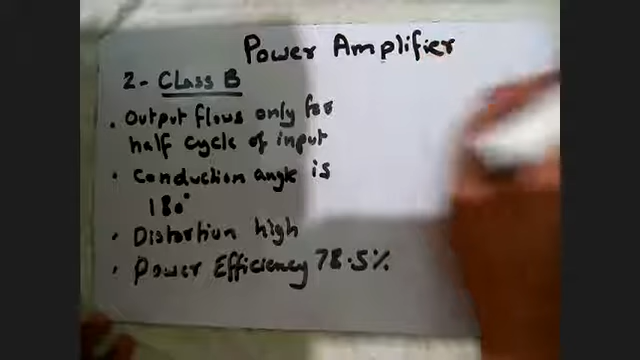 Power Amplifier
2- Class B
. Output flows only for
half cycle of input
. Conduction angle is
180°
. Distortion high
. Power Efficiency 78.5%